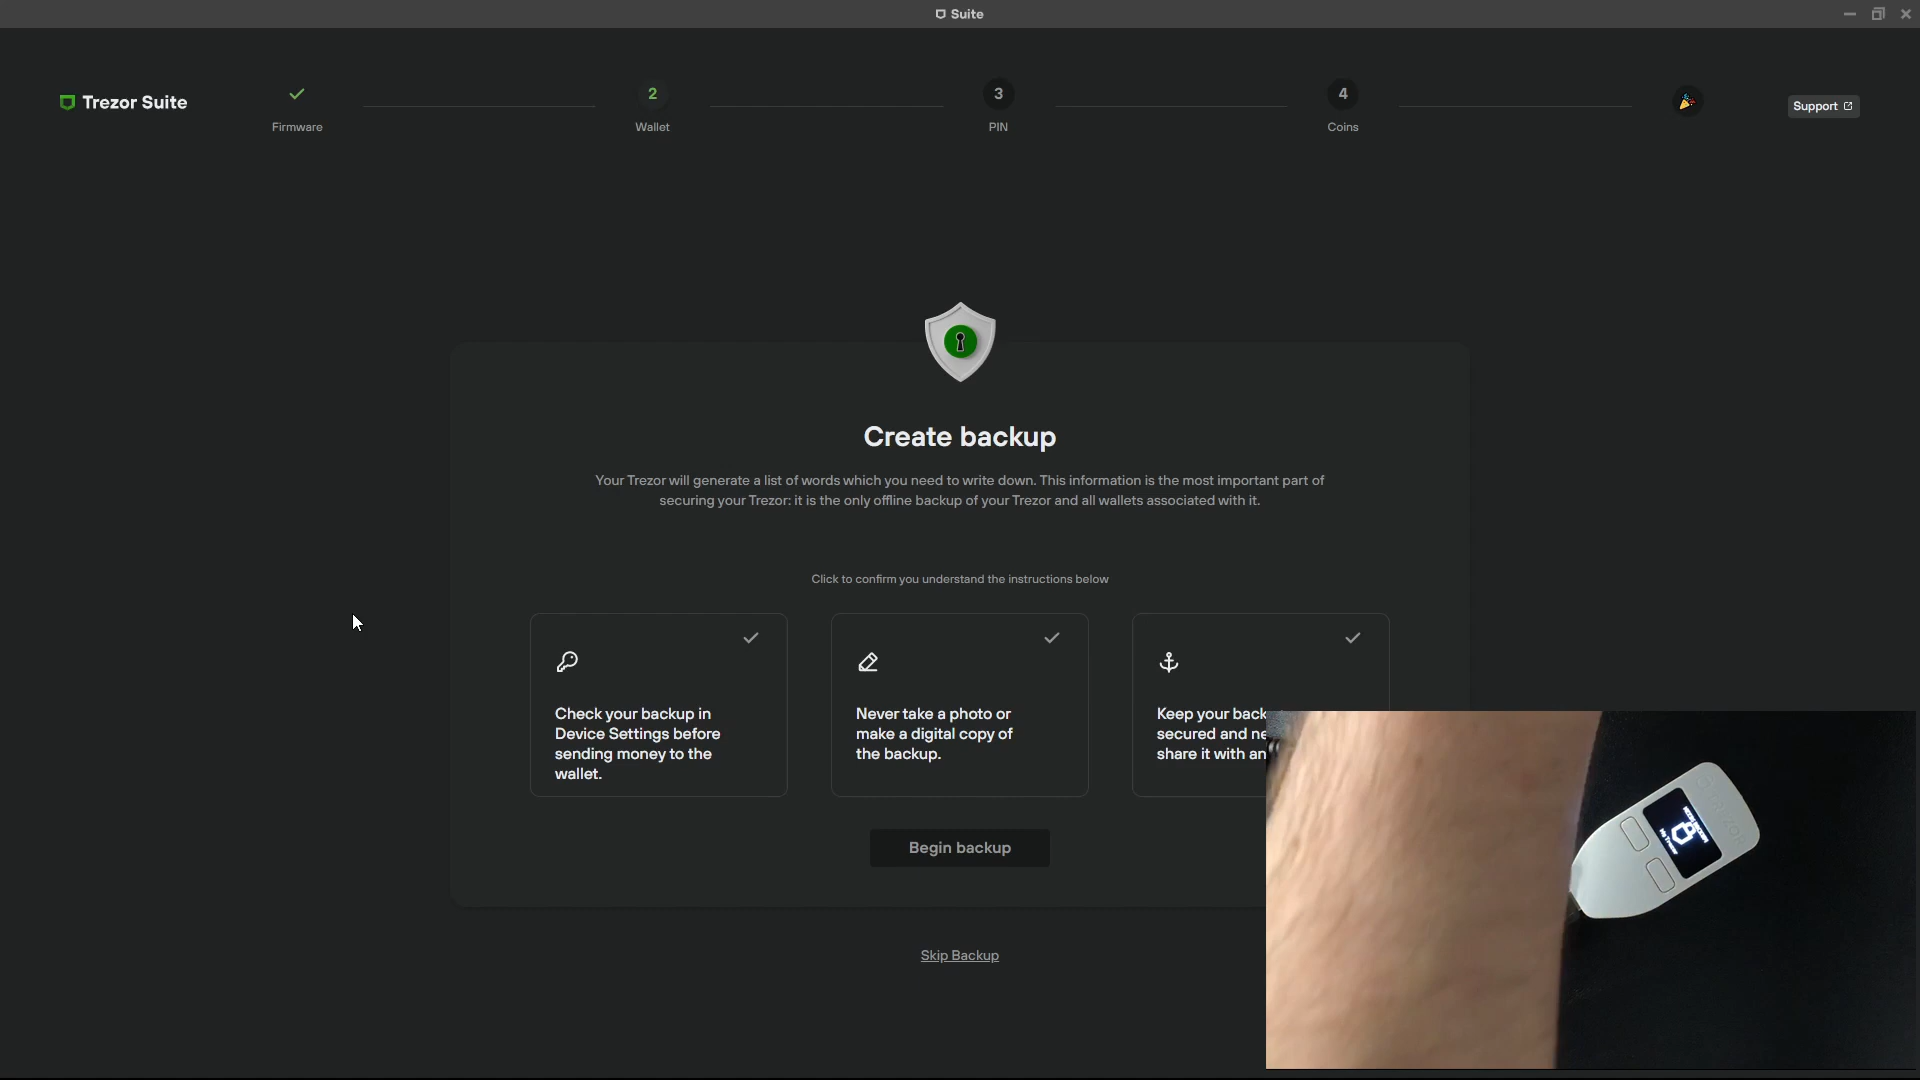 Suite
Trezor Suite
Firmware
2
Wallet
3
PIN
4
Coins
Support
Create backup
Your Trezor will generate a list of words which you need to write down. This information is the most important part of
securing your Trezor: it is the only offline backup of your Trezor and all wallets associated with it.
Click to confirm you understand the instructions below
Check your backup in
Device Settings before
sending money to the
wallet.
Never take a photo or
make a digital copy of
the backup.
Keep your back
secured and ne
share it with an
Begin backup
Skip Backup
My Trezor